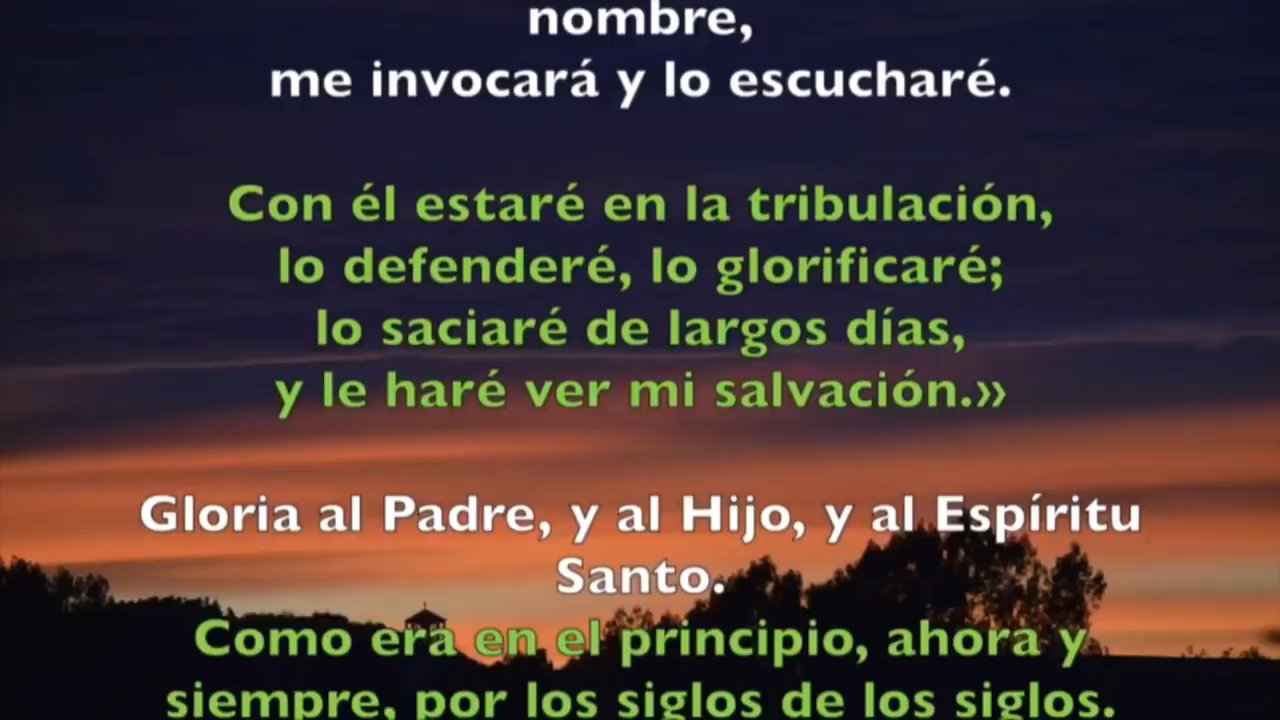 nombre,
me invocará y lo escucharé.
Con él estaré en la tribulación,
lo defenderé, lo glorificaré;
lo saciaré de largos días,
y le haré ver mi salvación.»
Gloria al Padre, y al Hijo, y al Espíritu
Santo.
Como era en el principio, ahora y
siempre, por los siglos de los siglos.